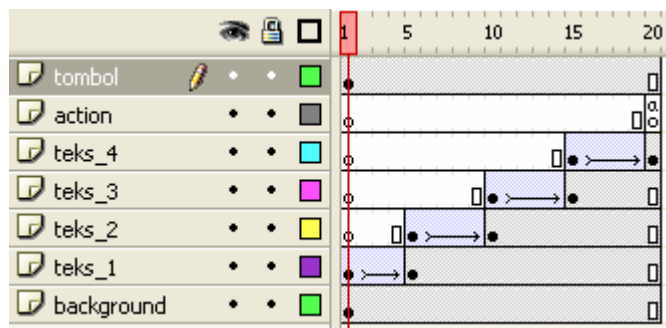 1 5 10 15 20
tombol
action a
teks_4
teks_3
teks_2
teks_1
background